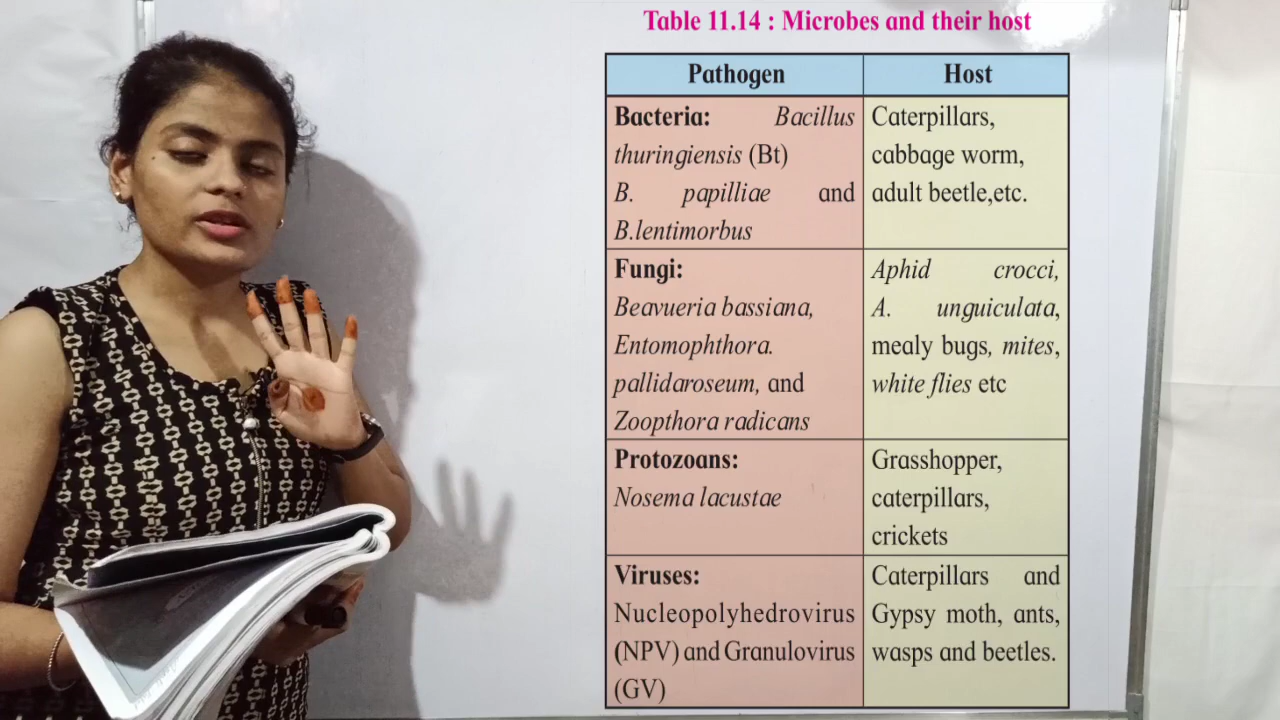 Table 11.14 : Microbes and their host
Pathogen
Host
Bacteria: Bacillus
thuringiensis (Bt)
B. papilliae and
B.lentimorbus
Caterpillars,
cabbage worm,
adult beetle,etc.
Fungi:
Beavueria bassiana,
Entomophthora.
pallidaroseum, and
Zoopthora radicans
Aphid crocci,
A. unguiculata,
mealy bugs, mites,
white flies etc
Protozoans:
Nosema lacustae
Grasshopper,
caterpillars,
crickets
Viruses:
Nucleopolyhedrovirus
(NPV) and Granulovirus
(GV)
Caterpillars and
Gypsy moth, ants,
wasps and beetles.